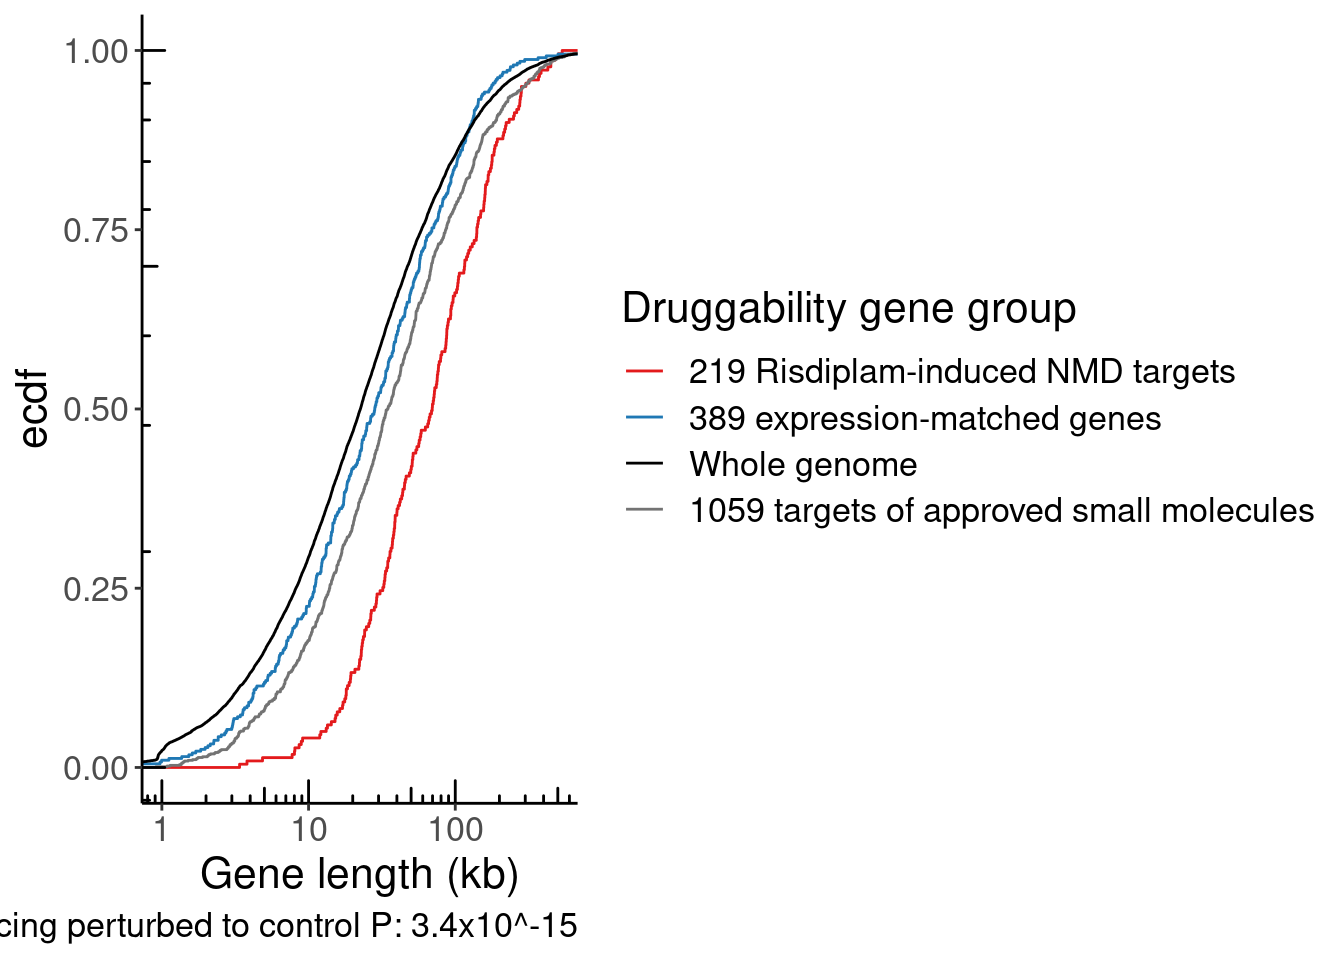 1.00
0.75
0.50
0.25
0.00
ecdf
1
10
100
Gene length (kb)
cing perturbed to control P: 3.4x10^-15
Druggability gene group
219 Risdiplam-induced NMD targets
389 expression-matched genes
Whole genome
1059 targets of approved small molecules